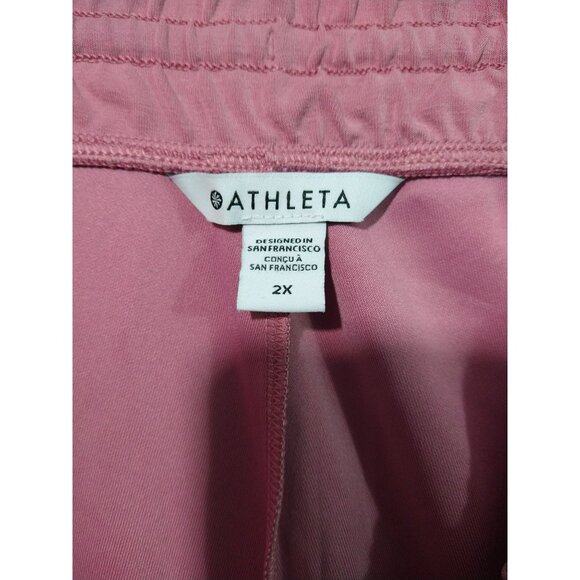 ATHLETA
DESIGNED IN
SAN FRANCISCO
CONÇU À
SAN FRANCISCO
2X